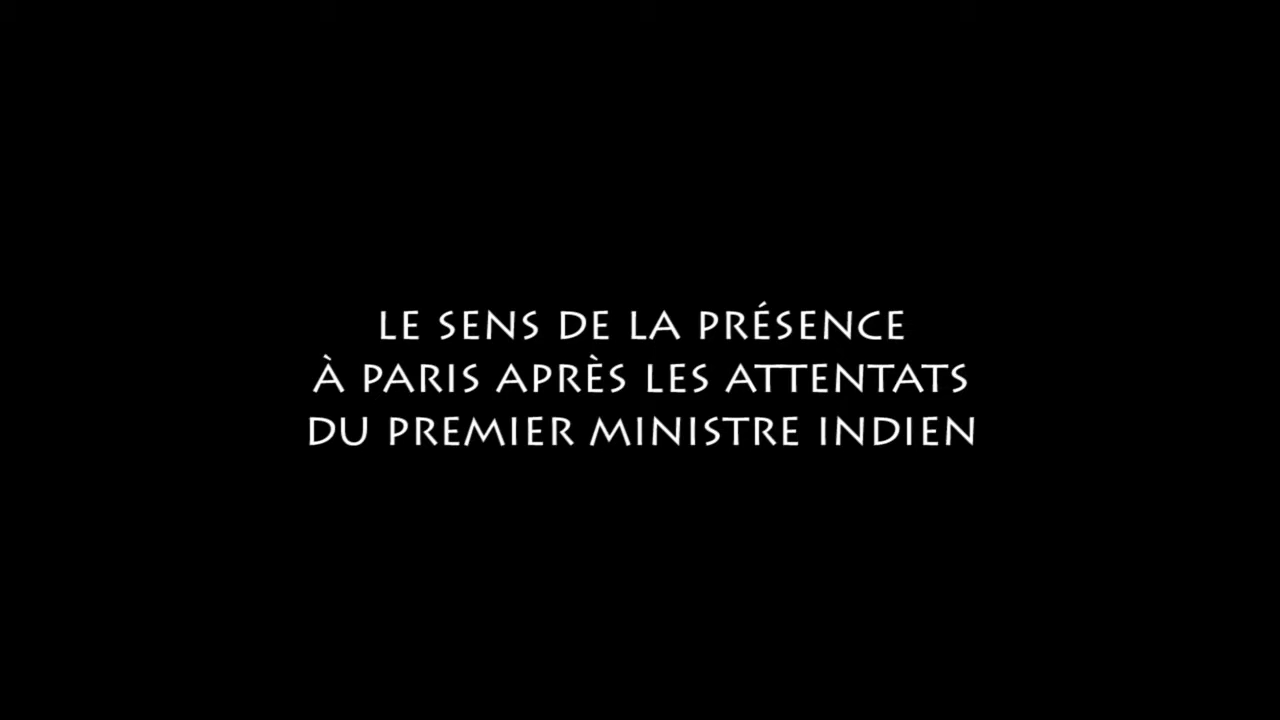 LE SENS DE LA PRÉSENCE
À PARIS APRÈS LES ATTENTATS
DU PREMIER MINISTRE INDIEN